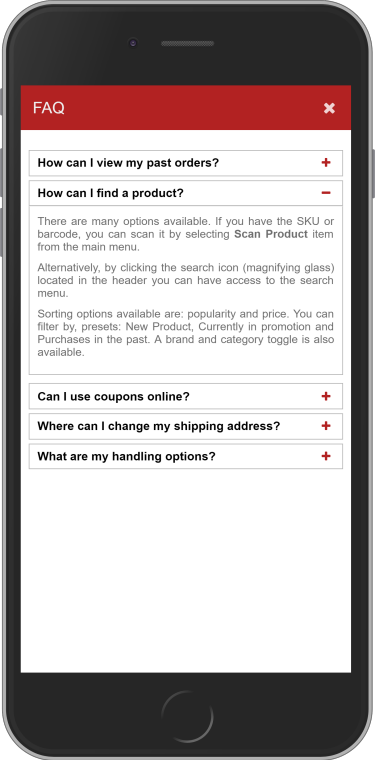 FAQ
How can I view my past orders?
How can I find a product?
There are many options available. If you have the SKU or
barcode, you can scan it by selecting Scan Product item
from the main menu.
Alternatively, by clicking the search icon (magnifying glass)
located in the header you can have access to the search
menu.
Sorting options available are: popularity and price. You can
filter by, presets: New Product, Currently in promotion and
Purchases in the past. A brand and category toggle is also
available.
Can I use coupons online?
Where can I change my shipping address?
What are my handling options?